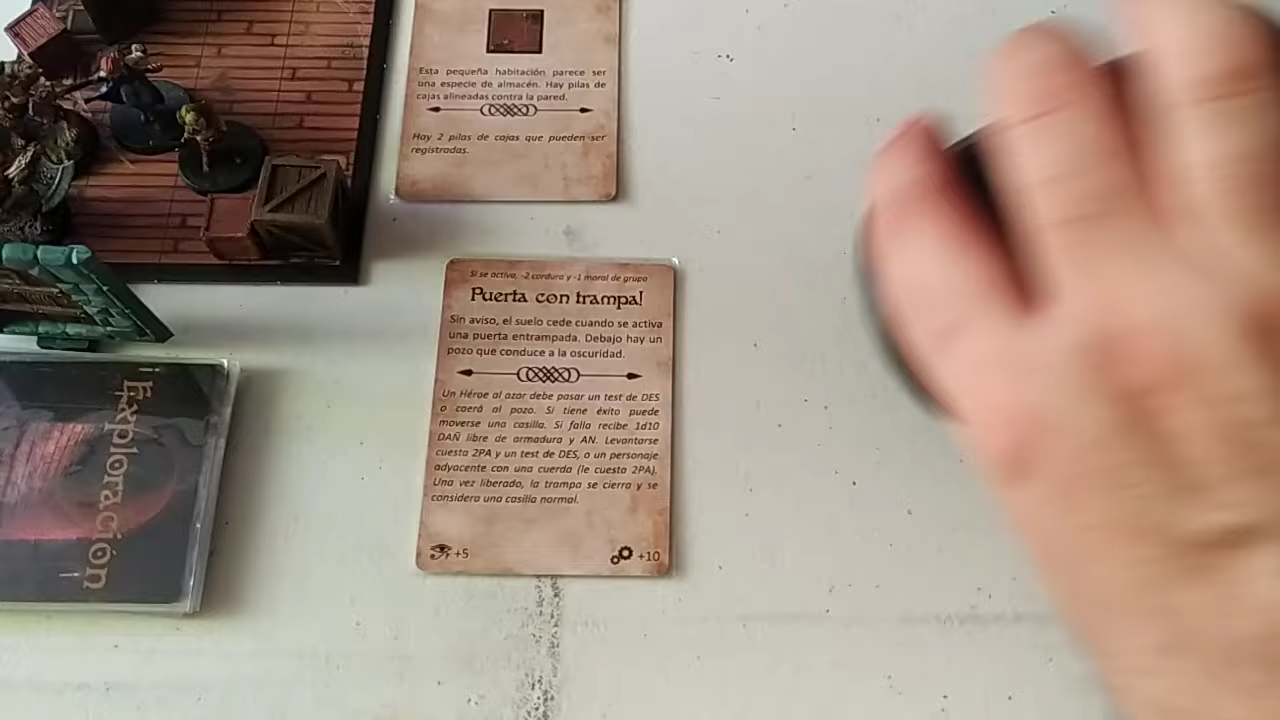 Esta pequeña habitación parece ser
una especie de almacén. Hay pilas de
cajas alineadas contra la pared.
Hay 2 pilas de cajas que pueden ser
registradas.
Si se activa, -2 cordura y -1 moral de grupo
Puerta con trampa!
Sin aviso, el suelo cede cuando se activa
una puerta entrampada. Debajo hay un
pozo que conduce a la oscuridad.
Un Héroe al azar debe pasar un test de DES
o caerá al pozo. Si tiene éxito puede
moverse una casilla. Si falla recibe 1d10
DAÑ libre de armadura y AN. Levantarse
cuesta 2PA y un test de DES, o un personaje
adyacente con una cuerda (le cuesta 2PA).
Una vez liberado, la trampa se cierra y se
considera una casilla normal.
+5
+10
Exploración